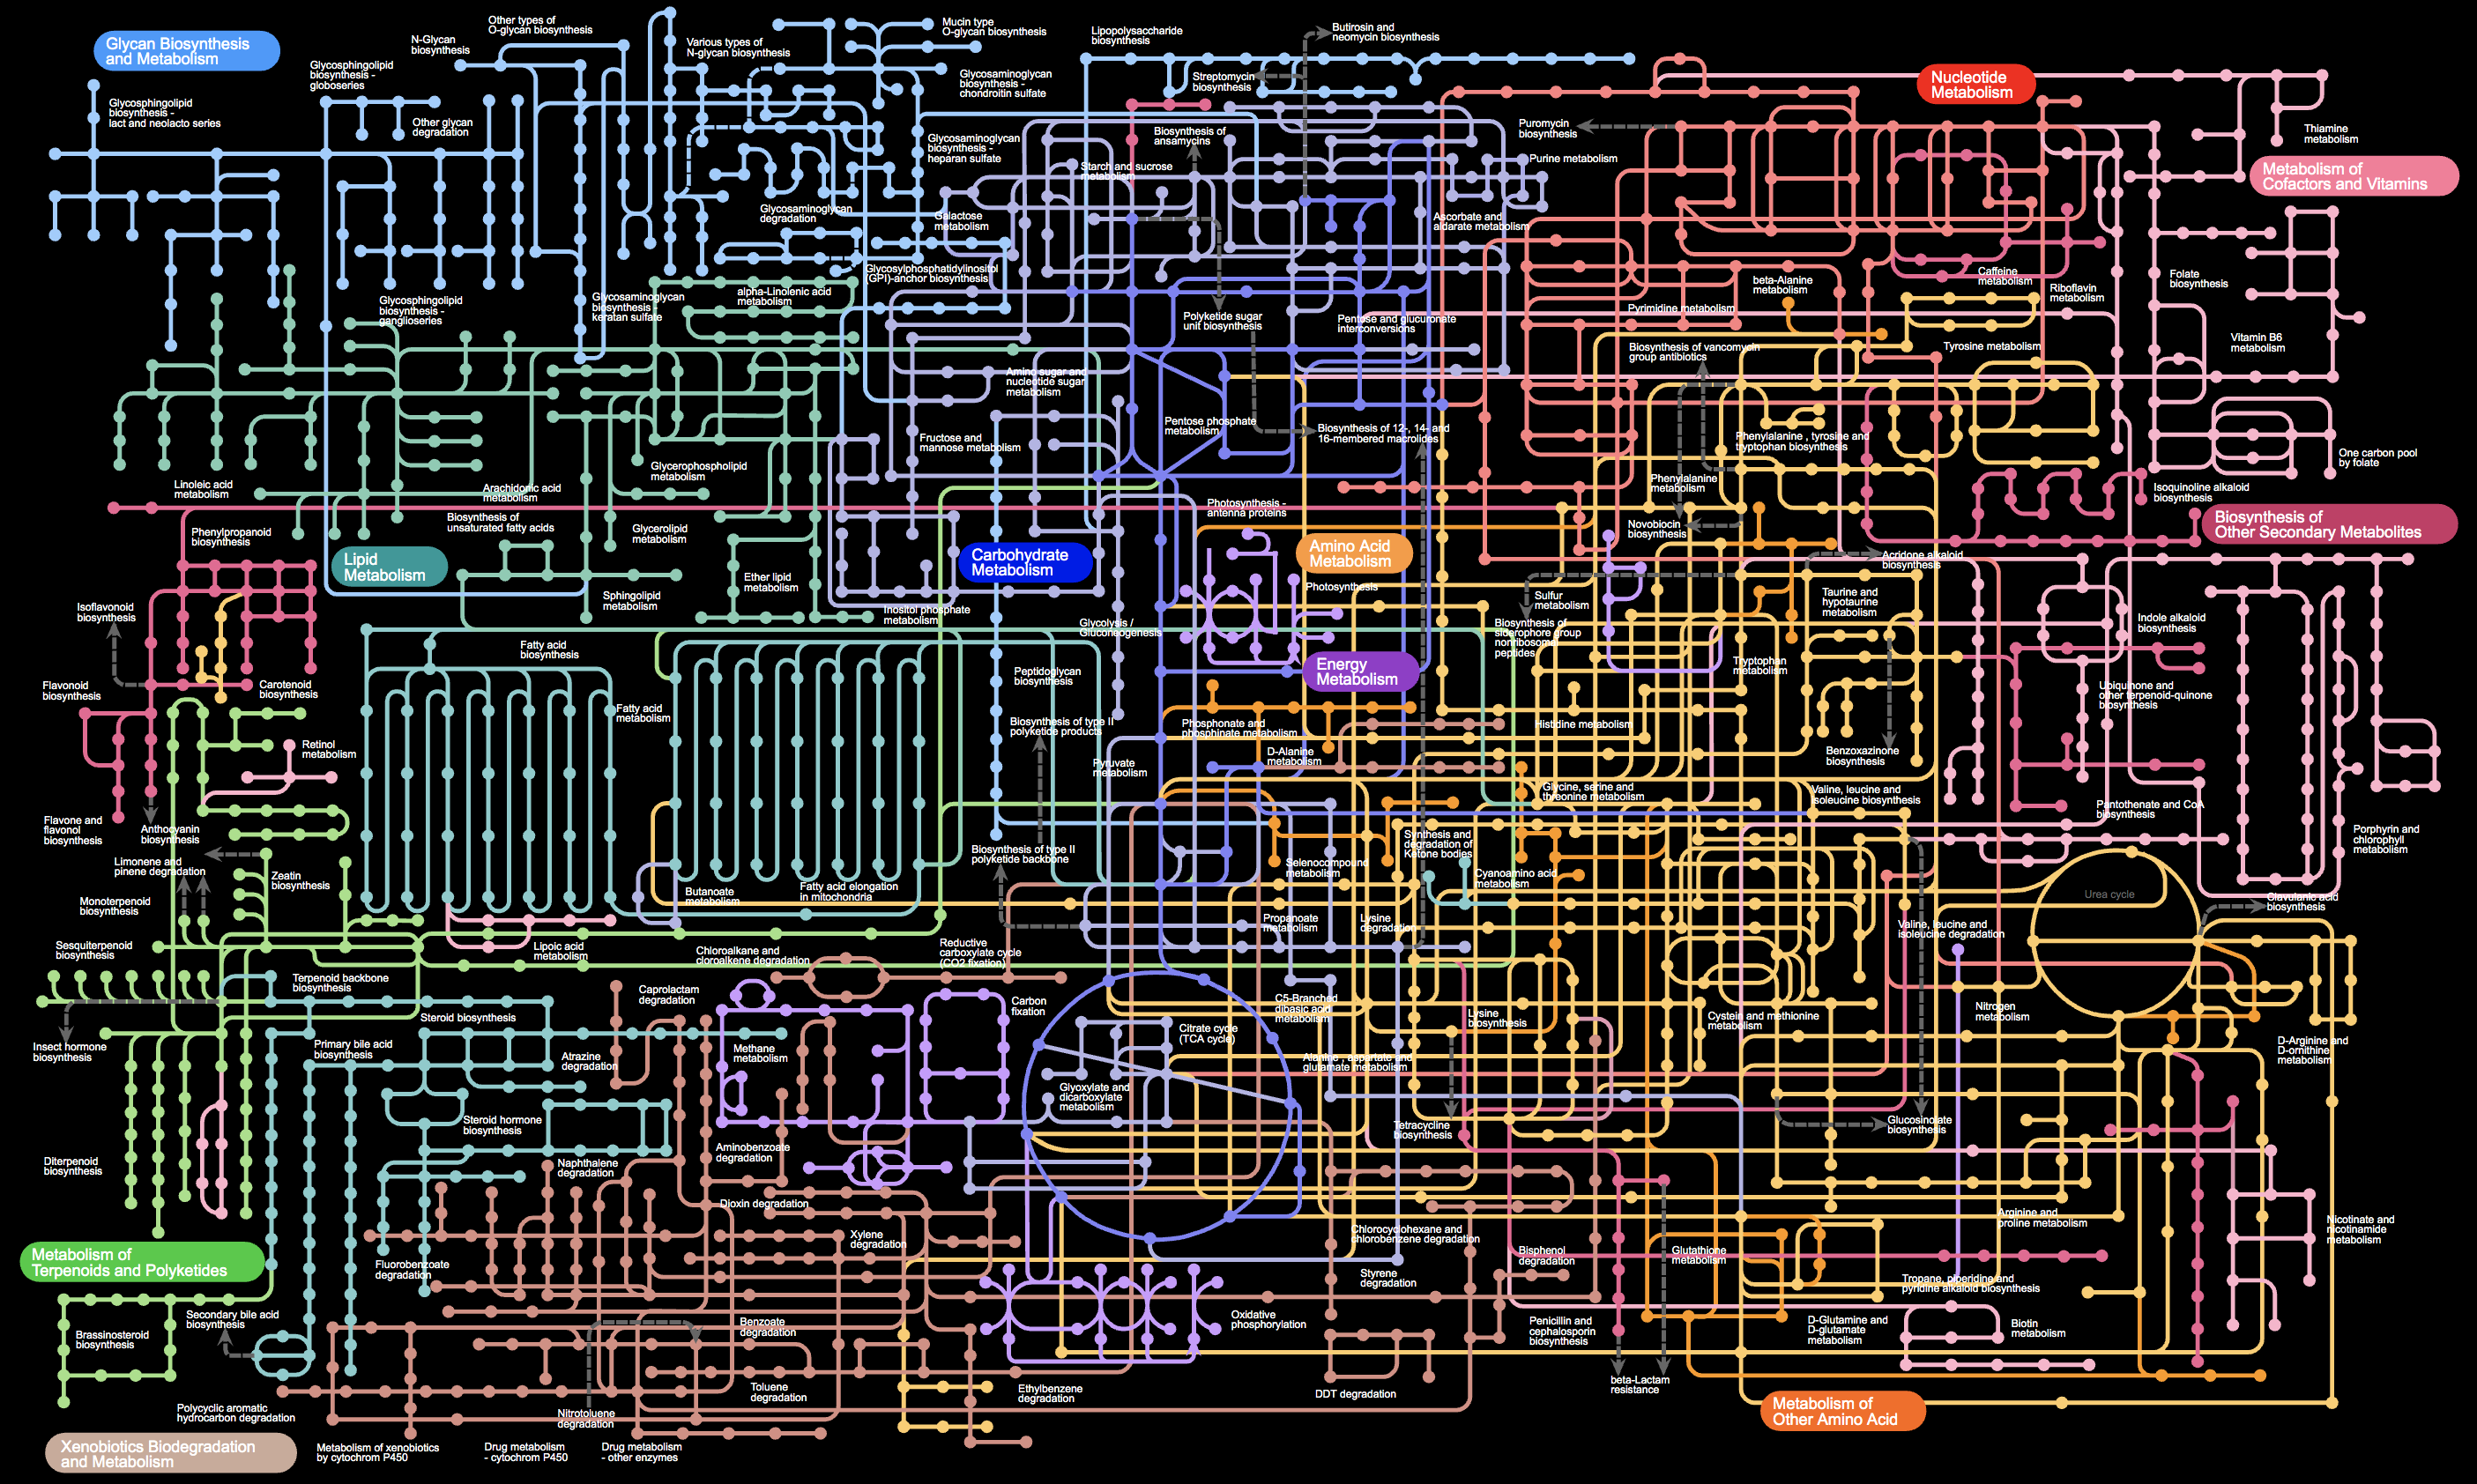 Glycan Biosynthesis
and Metabolism
Other types of
O-glycan biosynthesis
N-Glycan
biosynthesis
Various types of
N-glycan biosynthesis
Mucin type
O-glycan biosynthesis
Lipopolysaccharide
biosynthesis
Butirosin and
neomycin biosynthesis
Glycosphingolipid
biosynthesis -
globoseries
Glycosaminoglycan
biosynthesis -
chondroitin sulfate
Streptomycin
biosynthesis
Nucleotide
Metabolism
Glycosphingolipid
biosynthesis -
lact and neolacto series
Other glycan
degradation
Glycosaminoglycan
biosynthesis -
heparan sulfate
Biosynthesis of
ansamycins
Puromycin
biosynthesis
Thiamine
metabolism
Starch and sucrose
metabolism
Purine metabolism
Metabolism of
Cofactors and Vitamins
Glycosaminoglycan
degradation
Galactose
metabolism
Ascorbate and
aldarate metabolism
Glycosylphosphatidylinositol
(GPI)-anchor biosynthesis
Caffeine
metabolism
Folate
biosynthesis
beta-Alanine
metabolism
Riboflavin
metabolism
Glycosphingolipid
biosynthesis -
ganglioseries
Glycosaminoglycan
biosynthesis -
keratan sulfate
alpha-Linolenic acid
metabolism
Polyketide sugar
unit biosynthesis
Pentose and glucuronate
interconversions
Pyrimidine metabolism
Biosynthesis of vancomycin
group antibiotics
Tyrosine metabolism
Vitamin B6
metabolism
Amino sugar and
nucleotide sugar
metabolism
Pentose phosphate
metabolism
Biosynthesis of 12-, 14- and
16-membered macrolides
Fructose and
mannose metabolism
Phenylalanine , tyrosine and
tryptophan biosynthesis
One carbon pool
by folate
Glycerophospholipid
metabolism
Linoleic acid
metabolism
Arachidonic acid
metabolism
Phenylalanine
metabolism
Isoquinoline alkaloid
biosynthesis
Photosynthesis -
antenna proteins
Biosynthesis of
Other Secondary Metabolites
Phenylpropanoid
biosynthesis
Biosynthesis of
unsaturated fatty acids
Glycerolipid
metabolism
Novobiocin
biosynthesis
Lipid
Metabolism
Carbohydrate
Metabolism
Amino Acid
Metabolism
Acridone alkaloid
biosynthesis
Ether lipid
metabolism
Photosynthesis
Sphingolipid
metabolism
Inositol phosphate
metabolism
Sulfur
metabolism
Taurine and
hypotaurine
metabolism
Isoflavonoid
biosynthesis
Glycolysis /
Gluconeogenesis
Biosynthesis of
siderophore group
nonribosomal
peptides
Indole alkaloid
biosynthesis
Fatty acid
biosynthesis
Energy
Metabolism
Tryptophan
metabolism
Peptidoglycan
biosynthesis
Flavonoid
biosynthesis
Carotenoid
biosynthesis
Ubiquinone and
other terpenoid-quinone
biosynthesis
Fatty acid
metabolism
Biosynthesis of type II
polyketide products
Phosphonate and
phosphinate metabolism
Histidine metabolism
Retinol
metabolism
D-Alanine
metabolism
Benzoxazinone
biosynthesis
Pyruvate
metabolism
Glycine, serine and
threonine metabolism
Valine, leucine and
isoleucine biosynthesis
Pantothenate and CoA
biosynthesis
Flavone and
flavonol
biosynthesis
Anthocyanin
biosynthesis
Synthesis and
degradation of
Ketone bodies
Porphyrin and
chlorophyll
metabolism
Biosynthesis of type II
polyketide backbone
Limonene and
pinene degradation
Zeatin
biosynthesis
Selenocompound
metabolism
Cyanoamino acid
metabolism
Butanoate
metabolism
Fatty acid elongation
in mitochondria
Urea cycle
Clavulanic acid
biosynthesis
Monoterpenoid
biosynthesis
Propanoate
metabolism
Lysine
degradation
Valine, leucine and
isoleucine degradation
Sesquiterpenoid
biosynthesis
Lipoic acid
metabolism
Chloroalkane and
cloroalkene degradation
Reductive
carboxylate cycle
(CO2 fixation)
Terpenoid backbone
biosynthesis
Caprolactam
degradation
Carbon
fixation
C5-Branched
dibasic acid
metabolism
Lysine
biosynthesis
Cystein and methionine
metabolism
Nitrogen
metabolism
Steroid biosynthesis
Citrate cycle
(TCA cycle)
Insect hormone
biosynthesis
Primary bile acid
biosynthesis
Atrazine
degradation
Methane
metabolism
Alanine , aspartate and
glutamate metabolism
D-Arginine and
D-ornithine
metabolism
Glyoxylate and
dicarboxylate
metabolism
Steroid hormone
biosynthesis
Tetracycline
biosynthesis
Glucosinolate
biosynthesis
Aminobenzoate
degradation
Diterpenoid
biosynthesis
Naphthalene
degradation
Dioxin degradation
Arginine and
proline metabolism
Nicotinate and
nicotinamide
metabolism
Xylene
degradation
Chlorocyclohexane and
chlorobenzene degradation
Bisphenol
degradation
Glutathione
metabolism
Metabolism of
Terpenoids and Polyketides
Fluorobenzoate
degradation
Styrene
degradation
Tropane, piperidine and
pyridine alkaloid biosynthesis
Secondary bile acid
biosynthesis
Oxidative
phosphorylation
Brassinosteroid
biosynthesis
Benzoate
degradation
Penicillin and
cephalosporin
biosynthesis
D-Glutamine and
D-glutamate
metabolism
Biotin
metabolism
Toluene
degradation
Ethylbenzene
degradation
DDT degradation
beta-Lactam
resistance
Polycyclic aromatic
hydrocarbon degradation
Nitrotoluene
degradation
Metabolism of
Other Amino Acid
Xenobiotics Biodegradation
and Metabolism
Metabolism of xenobiotics
by cytochrom P450
Drug metabolism
- cytochrom P450
Drug metabolism
- other enzymes